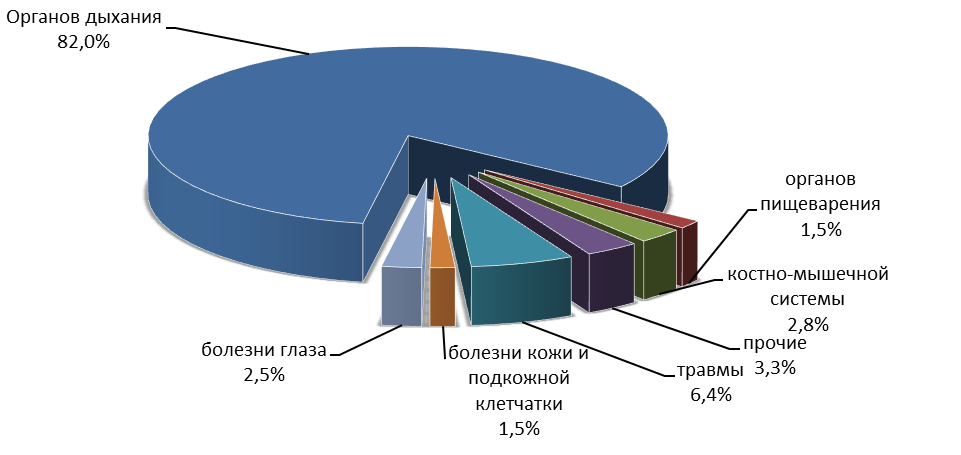 Органов дыхания
82,0%
органов
пищеварения
1,5%
костно-мышечной
системы
2,8%
прочие
3,3%
травмы
6,4%
болезни кожи и
подкожной
клетчатки
1,5%
болезни глаза
2,5%